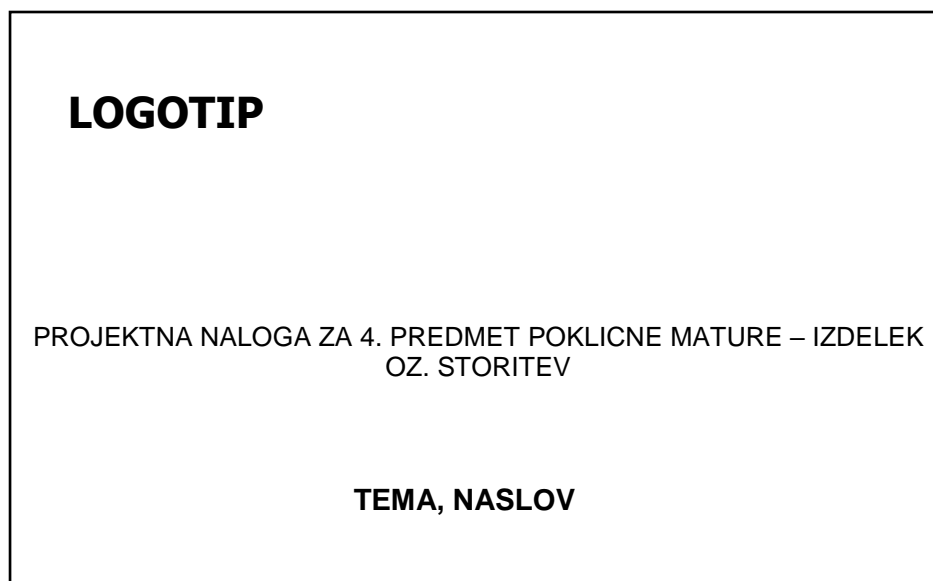 LOGOTIP
PROJEKTNA NALOGA ZA 4. PREDMET POKLICNE MATURE – IZDELEK
OZ. STORITEV
TEMA, NASLOV